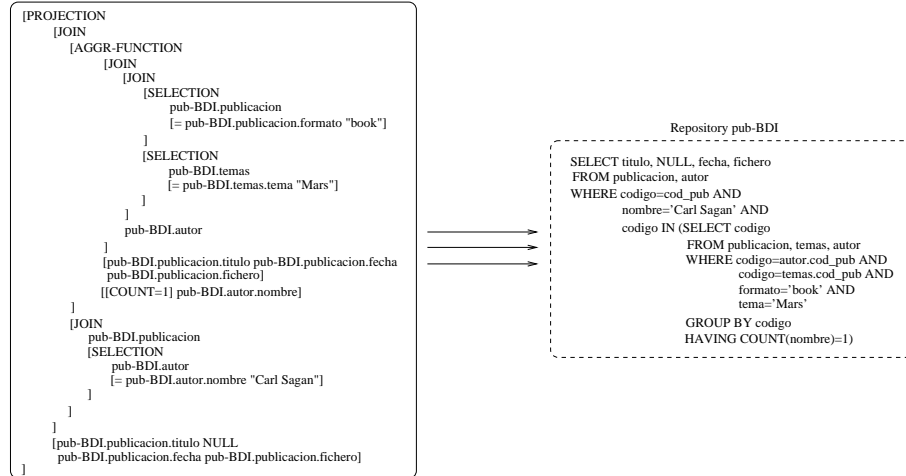 [PROJECTION
[JOIN
[AGGR-FUNCTION
[JOIN
[JOIN
[SELECTION
pub-BDI.publicacion
[= pub-BDI.publicacion.formato "book"]
]
[SELECTION
pub-BDI.temas
[= pub-BDI.temas.tema "Mars"]
]
]
pub-BDI.autor
]
[pub-BDI.publicacion.titulo pub-BDI.publicacion.fecha
pub-BDI.publicacion.fichero]
[[COUNT=1] pub-BDI.autor.nombre]
]
[JOIN
pub-BDI.publicacion
[SELECTION
pub-BDI.autor
[= pub-BDI.autor.nombre "Carl Sagan"]
]
]
]
[pub-BDI.publicacion.titulo NULL
pub-BDI.publicacion.fecha pub-BDI.publicacion.fichero]
]
Repository pub-BDI
SELECT titulo, NULL, fecha, fichero
FROM publicacion, autor
WHERE codigo=cod_pub AND
nombre='Carl Sagan' AND
codigo IN (SELECT codigo
FROM publicacion, temas, autor
WHERE codigo=autor.cod_pub AND
codigo=temas.cod_pub AND
formato='book' AND
tema='Mars'
GROUP BY codigo
HAVING COUNT(nombre)=1)